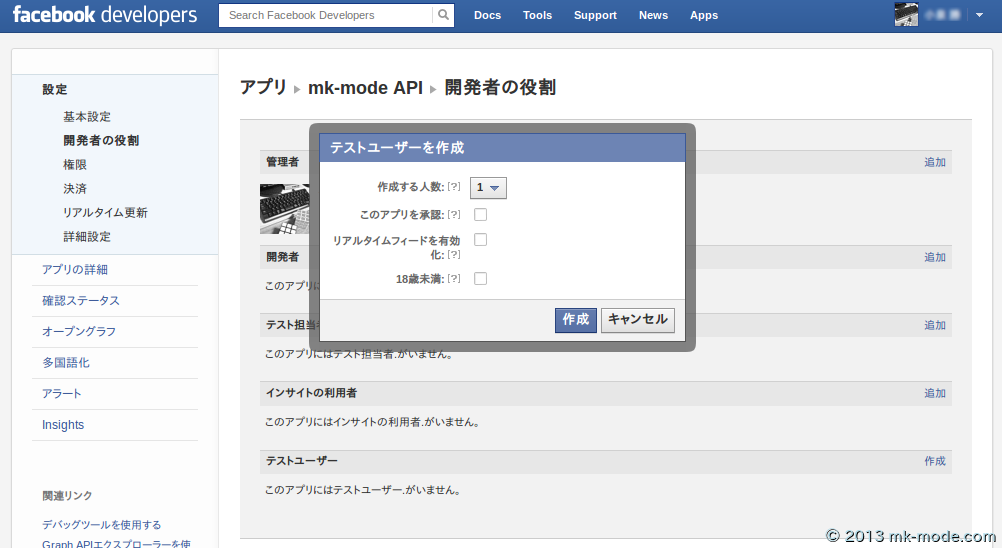 facebook developers
Search Facebook Developers
Docs Tools Support News Apps
設定
基本設定
開発者の役割
権限
決済
リアルタイム更新
詳細設定
アプリの詳細
確認ステータス
オープングラフ
多国語化
アラート
Insights
関連リンク
デバッグツールを使用する
Graph APIエクスプローラーを使
アプリ ▸ mk-mode API ▸ 開発者の役割
管理者 追加
開発者 追加
このアプリに
テスト担当 追加
このアプリにはテスト担当者.がいません。
インサイトの利用者 追加
このアプリにはインサイトの利用者.がいません。
テストユーザー 作成
このアプリにはテストユーザー.がいません。
テストユーザーを作成
作成する人数: [?] 1
このアプリを承認: [?]
リアルタイムフィードを有効
化: [?]
18歳未満: [?]
作成 キャンセル
© 2013 mk-mode.com